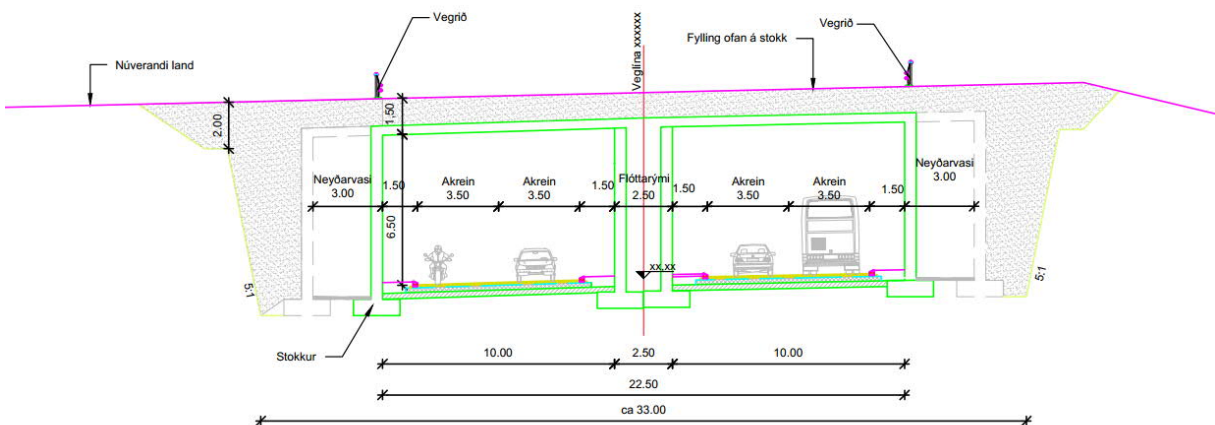 Vegrið
Veglína xxxxxx
Vegrið
Fylling ofan á stokk
Núverandi land
2.00
1,50
Neyðarvasi
3.00
1.50
Akrein
3.50
Akrein
3.50
1.50
Flóttarými
2.50
1.50
Akrein
3.50
Akrein
3.50
1.50
Neyðarvasi
3.00
6.50
xx,xx
5:1
5:1
Stokkur
10.00
2.50
10.00
22.50
ca 33.00